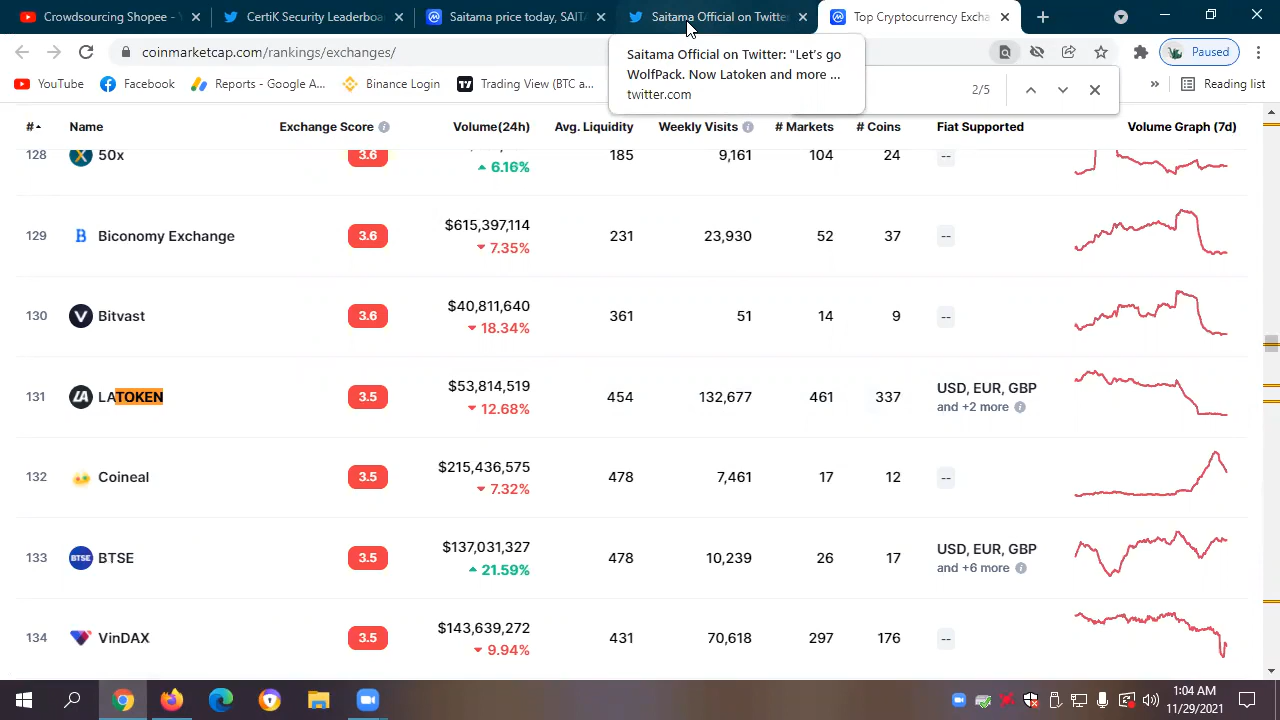 Crowdsourcing Shopee -
CertiK Security Leaderboa
Saitama price today, SAITA
Saitama Official on Twitte
Top Cryptocurrency Excha
coinmarketcap.com/rankings/exchanges/
Paused
YouTube
Facebook
Reports - Google A...
Binance Login
Trading View (BTC a...
Saitama Official on Twitter: "Let's go
WolfPack. Now Latoken and more ...
twitter.com
2/5
»
Reading list
# Name Exchange Score Volume(24h) Avg. Liquidity Weekly Visits # Markets # Coins Fiat Supported Volume Graph (7d)
128 50x 3.6 185 9,161 104 24 --
6.16%
129 Biconomy Exchange 3.6 $615,397,114 231 23,930 52 37 --
7.35%
130 Bitvast 3.6 $40,811,640 361 51 14 9 --
18.34%
131 LATOKEN 3.5 $53,814,519 454 132,677 461 337 USD, EUR, GBP
12.68% and +2 more
132 Coineal 3.5 $215,436,575 478 7,461 17 12 --
7.32%
133 BTSE BTSE 3.5 $137,031,327 478 10,239 26 17 USD, EUR, GBP
21.59% and +6 more
134 VinDAX 3.5 $143,639,272 431 70,618 297 176 --
9.94%
1:04 AM
11/29/2021